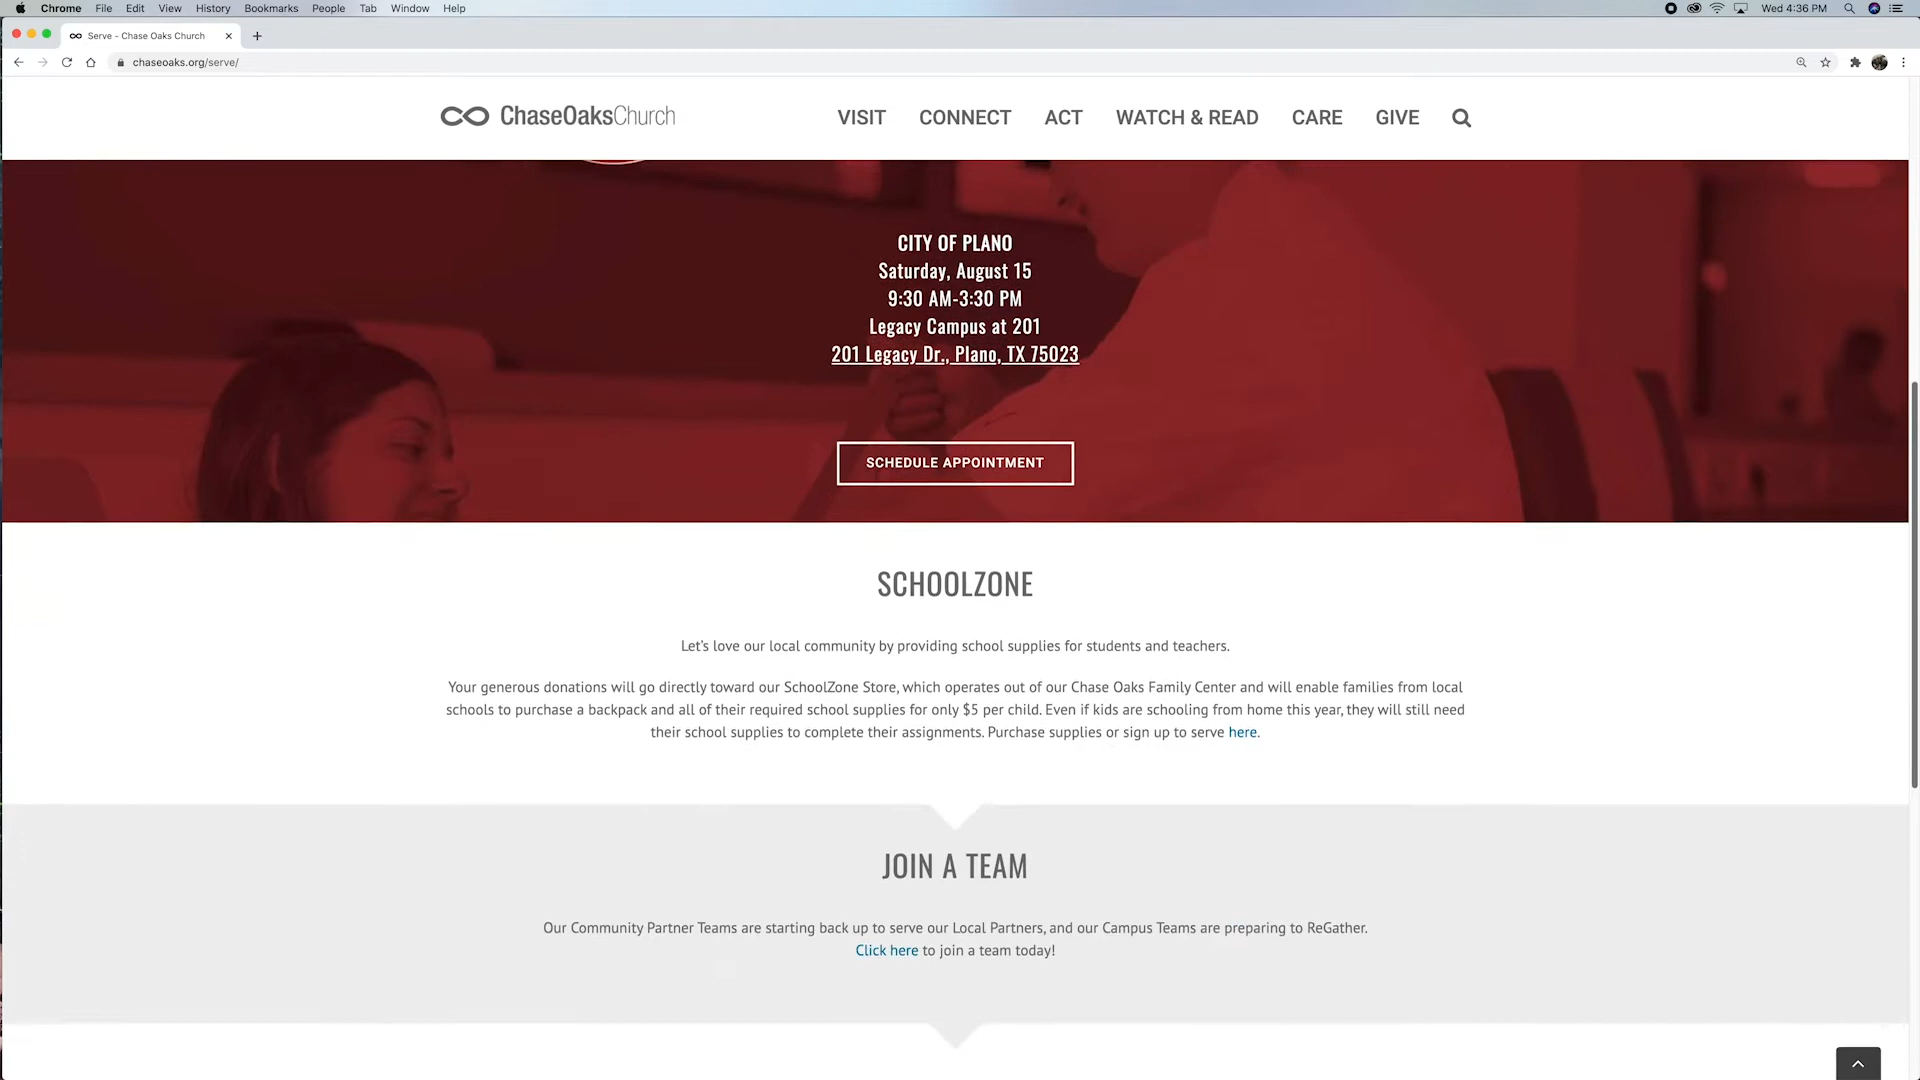 Chrome File Edit View History Bookmarks People Tab Window Help Wed 4:36 PM
Serve - Chase Oaks Church
chaseoaks.org/serve/
ChaseOaksChurch VISIT CONNECT ACT WATCH & READ CARE GIVE
CITY OF PLANO
Saturday, August 15
9:30 AM-3:30 PM
Legacy Campus at 201
201 Legacy Dr., Plano, TX 75023
SCHEDULE APPOINTMENT
SCHOOLZONE
Let's love our local community by providing school supplies for students and teachers.
Your generous donations will go directly toward our SchoolZone Store, which operates out of our Chase Oaks Family Center and will enable families from local
schools to purchase a backpack and all of their required school supplies for only $5 per child. Even if kids are schooling from home this year, they will still need
their school supplies to complete their assignments. Purchase supplies or sign up to serve here.
JOIN A TEAM
Our Community Partner Teams are starting back up to serve our Local Partners, and our Campus Teams are preparing to ReGather.
Click here to join a team today!